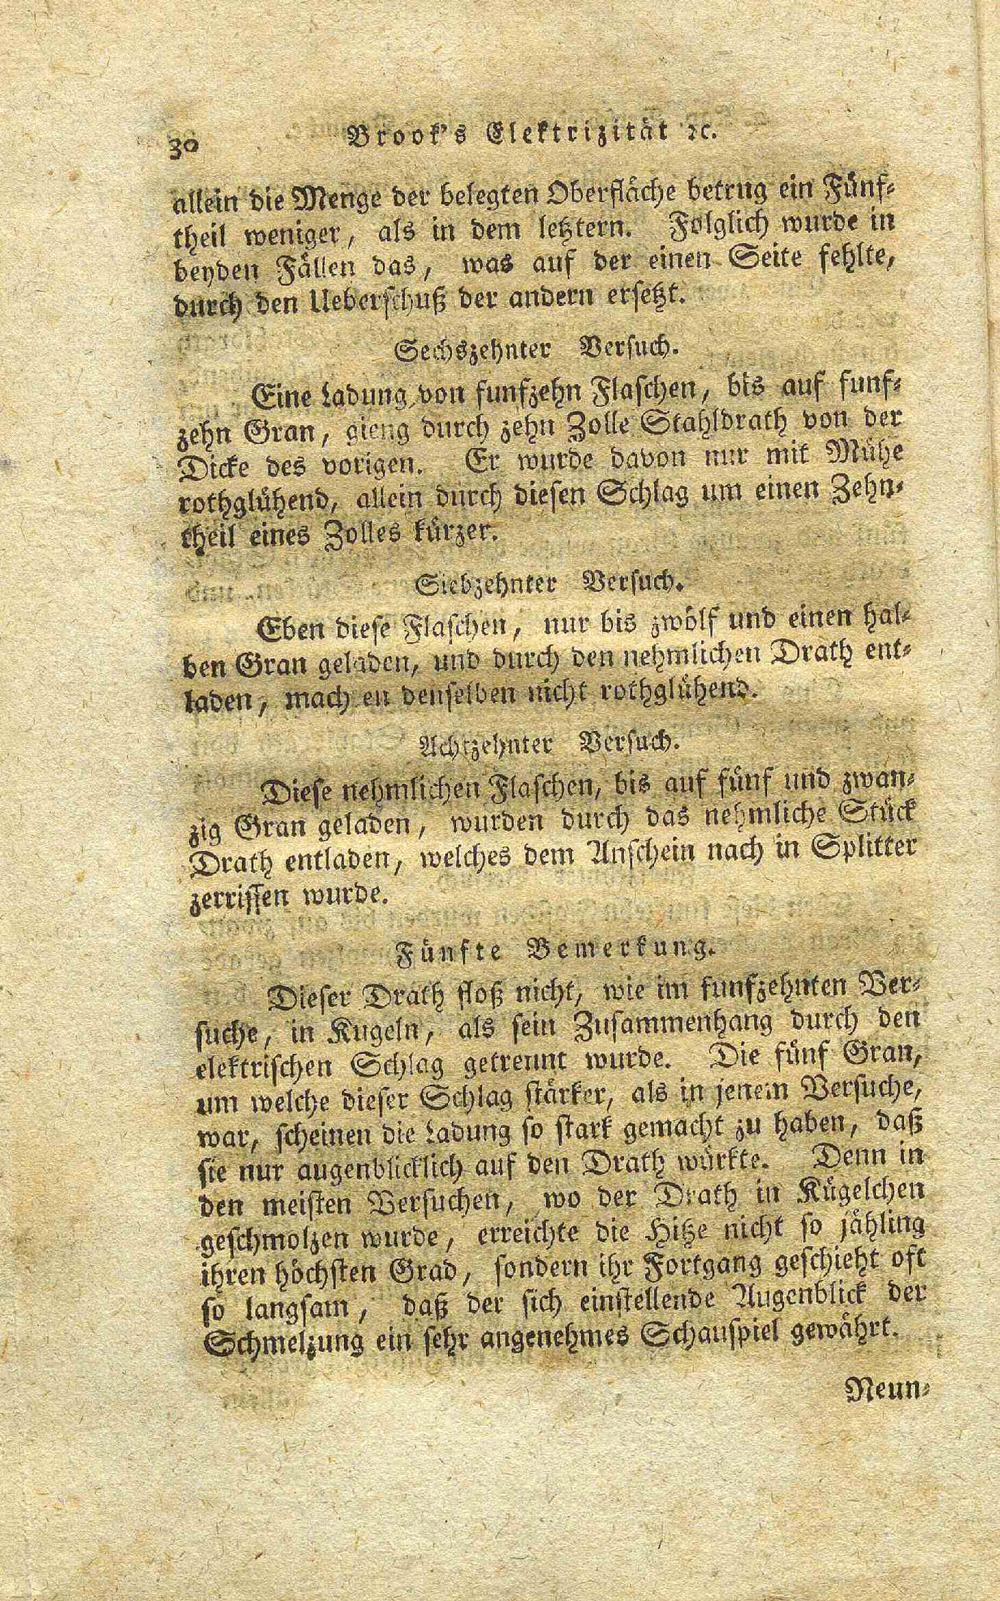 30 Brook's Elektrizität ꝛc.
allein die Menge der belegten Oberfläche betrug ein Fünf-
theil weniger, als in dem letztern. Folglich wurde in
beyden Fällen das, was auf der einen Seite fehlte,
durch den Ueberschuß der andern ersetzt.
Sechszehnter Versuch.
Eine Ladung von funfzehn Flaschen, bis auf funf-
zehn Gran, gieng durch zehn Zolle Stahldrath von der
Dicke des vorigen. Er wurde davon nur mit Mühe
rothglühend, allein durch diesen Schlag um einen Zehn-
theil eines Zolles kürzer.
Siebzehnter Versuch.
Eben diese Flaschen, nur bis zwölf und einen hal-
ben Gran geladen, und durch den nehmlichen Drath ent-
laden, machten denselben nicht rothglühend.
Achtzehnter Versuch.
Diese nehmlichen Flaschen, bis auf fünf und zwan-
zig Gran geladen, wurden durch das nehmliche Stück
Drath entladen, welches dem Anschein nach in Splitter
zerrissen wurde.
Fünfte Bemerkung.
Dieser Drath floß nicht, wie im funfzehnten Ver-
suche, in Kugeln, als sein Zusammenhang durch den
elektrischen Schlag getrennt wurde. Die fünf Gran,
um welche dieser Schlag stärker, als in jenem Versuche,
war, scheinen die Ladung so stark gemacht zu haben, daß
sie nur augenblicklich auf den Drath würkte. Denn in
den meisten Versuchen, wo der Drath in Kügelchen
geschmolzen wurde, erreichte die Hitze nicht so jähling
ihren höchsten Grad, sondern ihr Fortgang geschieht oft
so langsam, daß der sich einstellende Augenblick der
Schmelzung ein sehr angenehmes Schauspiel gewährt.
Neun-